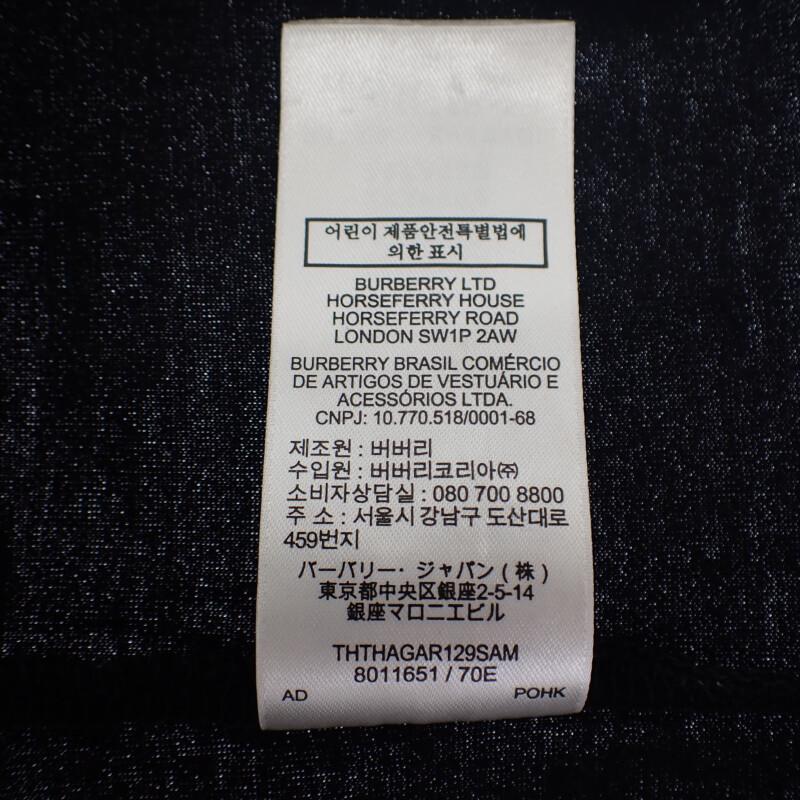 어린이 제품안전특별법에
의한 표시
BURBERRY LTD
HORSEFERRY HOUSE
HORSEFERRY ROAD
LONDON SW1P 2AW
BURBERRY BRASIL COMÉRCIO
DE ARTIGOS DE VESTUÁRIO E
ACESSÓRIOS LTDA.
CNPJ: 10.770.518/0001-68
제조원 : 버버리
수입원 : 버버리코리아㈜
소비자상담실 : 080 700 8800
주 소 : 서울시 강남구 도산대로
459번지
バーバリー・ジャパン (株)
東京都中央区銀座2-5-14
銀座マロニエビル
THTHAGAR129SAM
8011651 / 70E
AD POHK